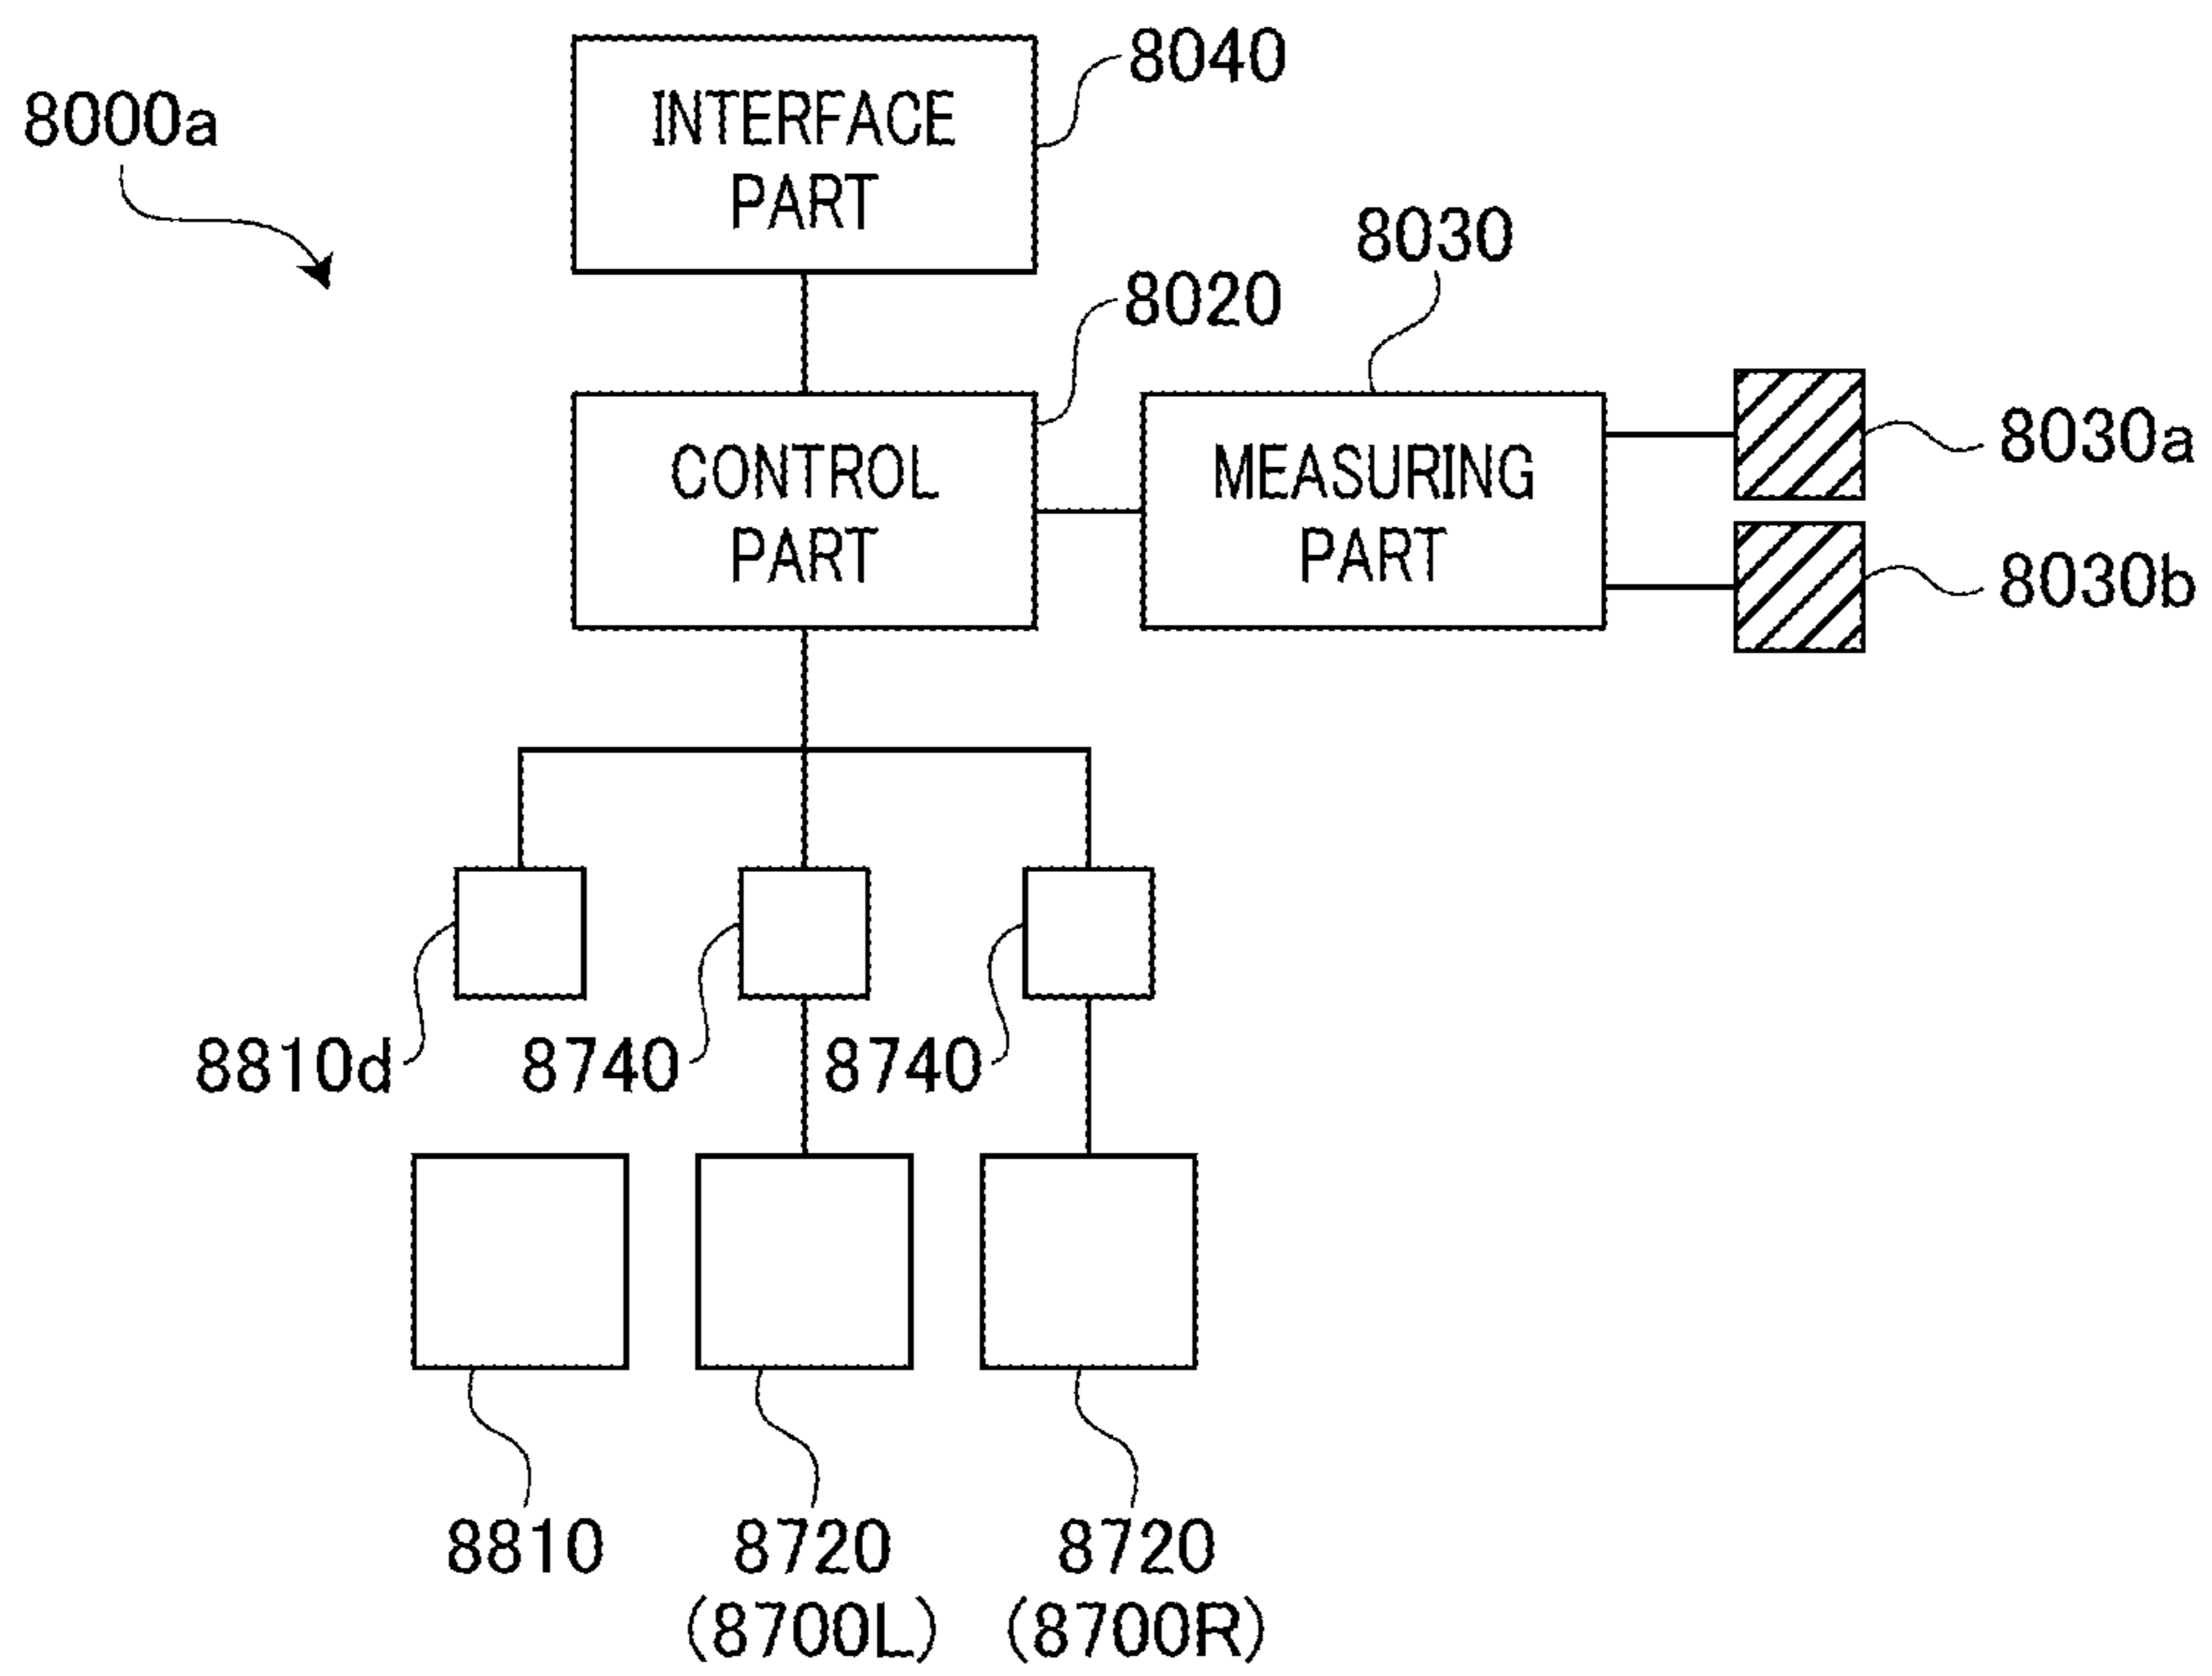 8040
8000a
INTERFACE
PART
8030
8020
CONTROL
PART
MEASURING
PART
8030a
8030b
8810d
8740
8740
8810
8720
(8700L)
8720
(8700R)